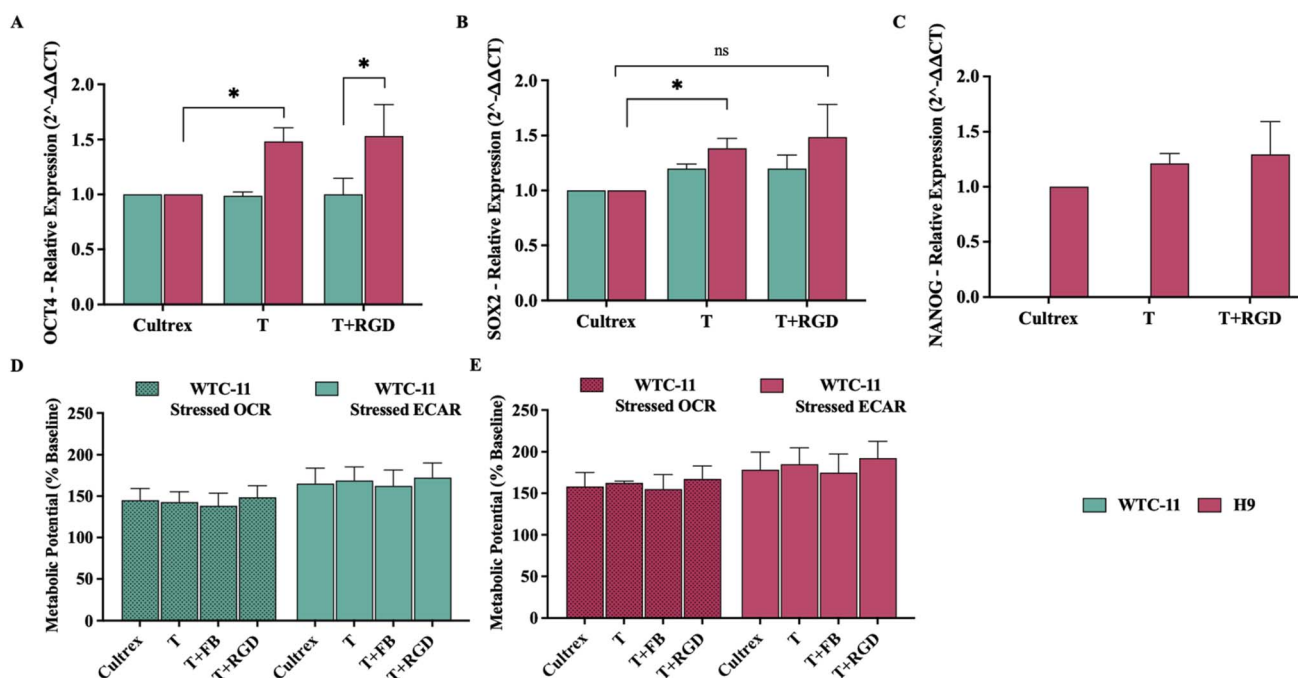 A
OCT4 - Relative Expression (2^-ΔΔCT)
2.0
1.5
1.0
0.5
0.0
*
*
Cultrex T T+RGD
B
SOX2 - Relative Expression (2^-ΔΔCT)
2.0
1.5
1.0
0.5
0.0
ns
*
Cultrex T T+RGD
C
NANOG - Relative Expression (2^-ΔΔCT)
2.0
1.5
1.0
0.5
0.0
Cultrex T T+RGD
D
WTC-11
Stressed OCR
WTC-11
Stressed ECAR
Metabolic Potential (% Baseline)
250
200
150
100
50
0
Cultrex T T+FB T+RGD Cultrex T T+FB T+RGD
E
WTC-11
Stressed OCR
WTC-11
Stressed ECAR
Metabolic Potential (% Baseline)
250
200
150
100
50
0
Cultrex T T+FB T+RGD Cultrex T T+FB T+RGD
WTC-11 H9